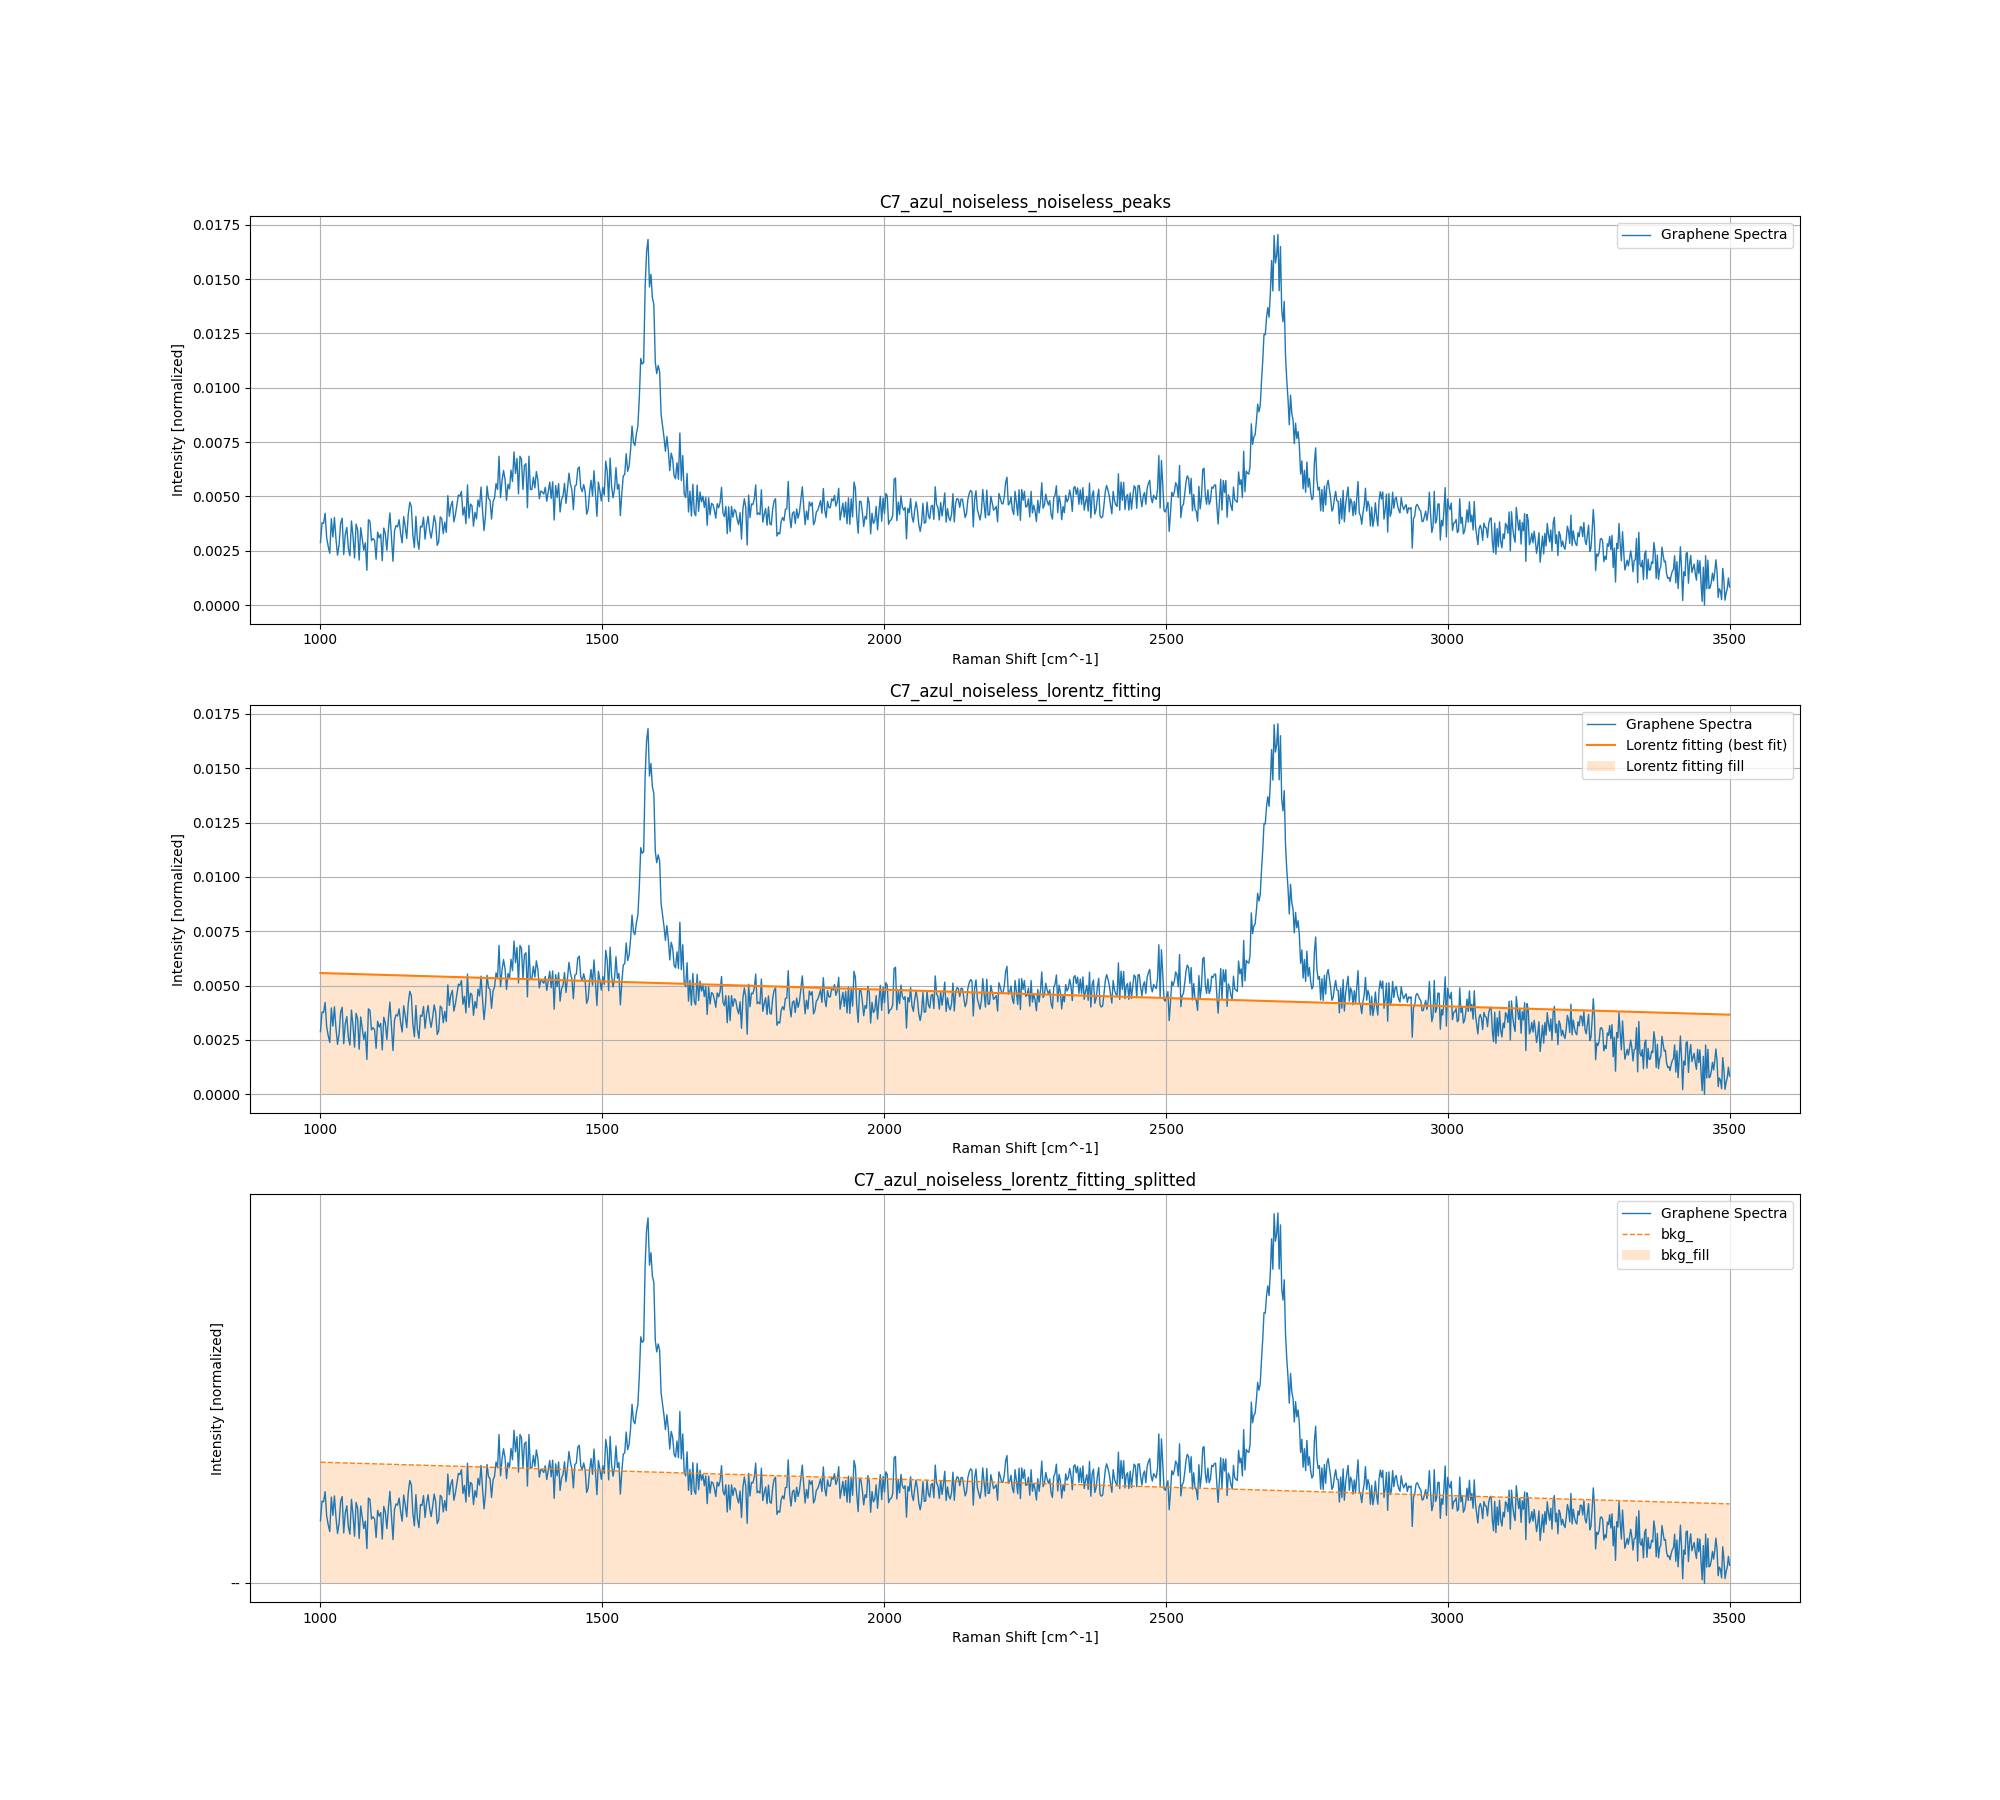 C7_azul_noiseless_noiseless_peaks
Graphene Spectra
Intensity [normalized]
0.0175
0.0150
0.0125
0.0100
0.0075
0.0050
0.0025
0.0000
1000 1500 2000 2500 3000 3500
Raman Shift [cm^-1]
C7_azul_noiseless_lorentz_fitting
Graphene Spectra
Lorentz fitting (best fit)
Lorentz fitting fill
Intensity [normalized]
0.0175
0.0150
0.0125
0.0100
0.0075
0.0050
0.0025
0.0000
1000 1500 2000 2500 3000 3500
Raman Shift [cm^-1]
C7_azul_noiseless_lorentz_fitting_splitted
Graphene Spectra
bkg_
bkg_fill
Intensity [normalized]
--
1000 1500 2000 2500 3000 3500
Raman Shift [cm^-1]